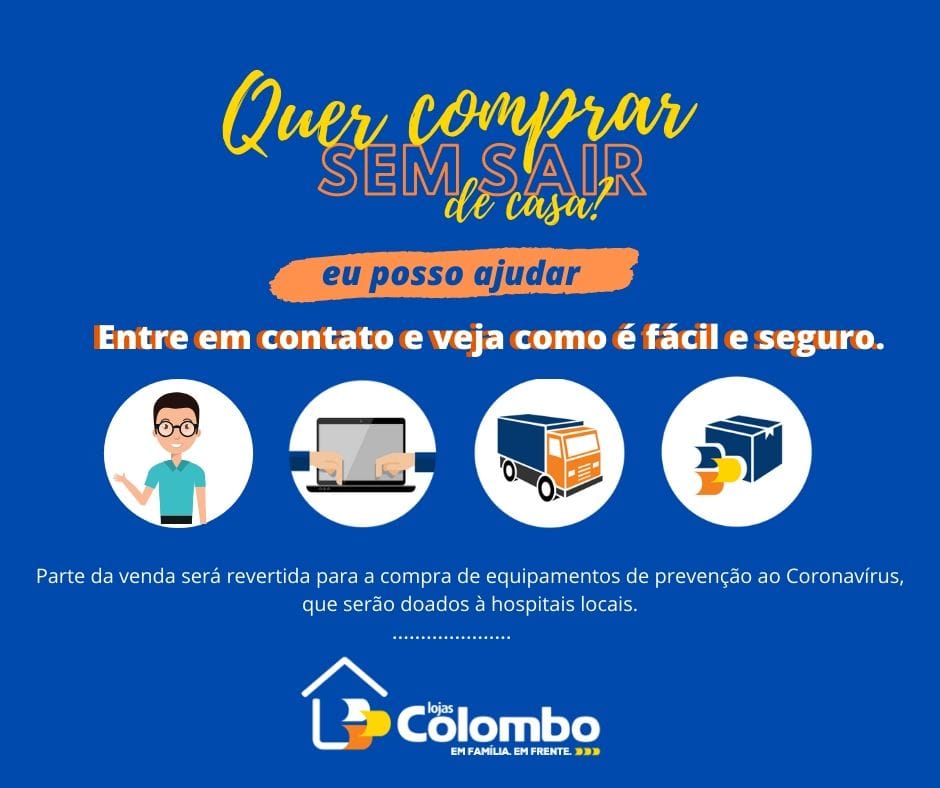 Quer comprar
SEM SAIR
de casa?
eu posso ajudar
Entre em contato e veja como é fácil e seguro.
Parte da venda será revertida para a compra de equipamentos de prevenção ao Coronavírus,
que serão doados à hospitais locais.
.....................
lojas
Colombo
EM FAMÍLIA. EM FRENTE.